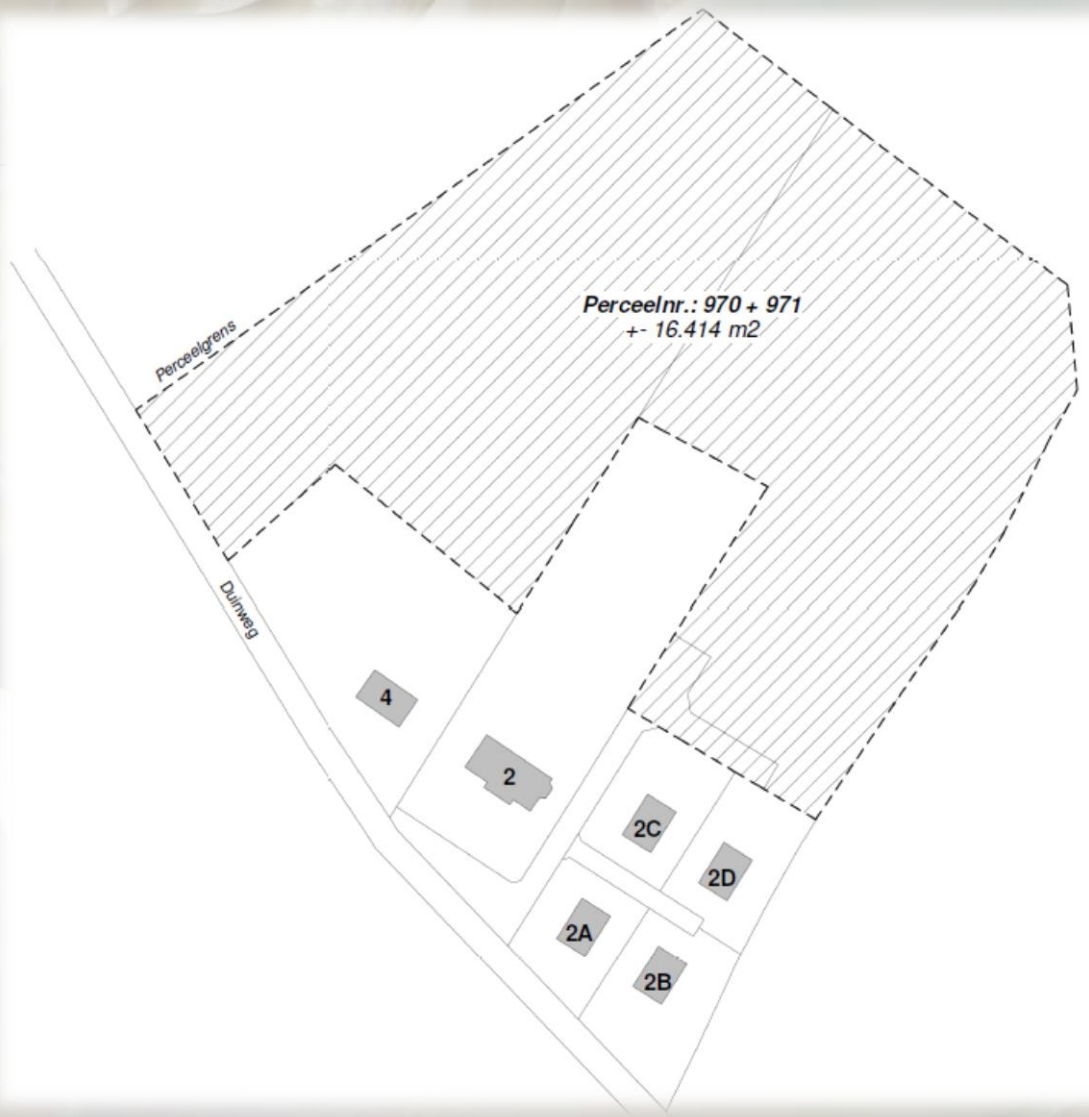 Perceelnr.: 970 + 971
+- 16.414 m2
Perceelgrens
Duinweg
4
2
2C
2D
2A
2B